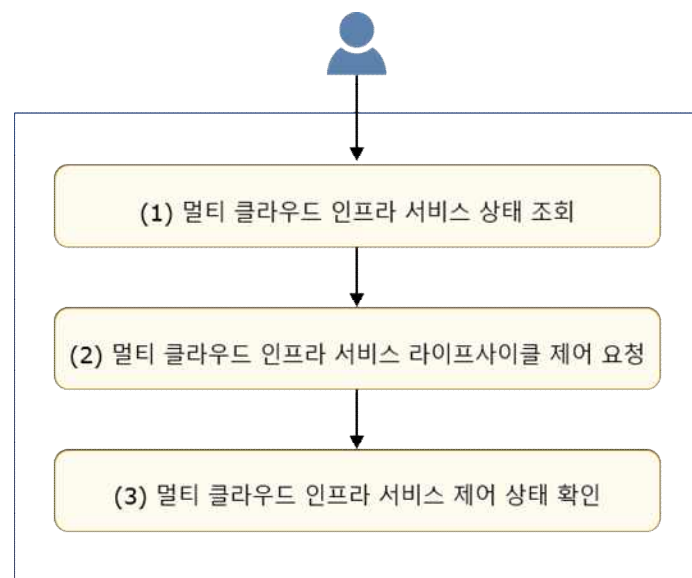 (1) 멀티 클라우드 인프라 서비스 상태 조회
(2) 멀티 클라우드 인프라 서비스 라이프사이클 제어 요청
(3) 멀티 클라우드 인프라 서비스 제어 상태 확인